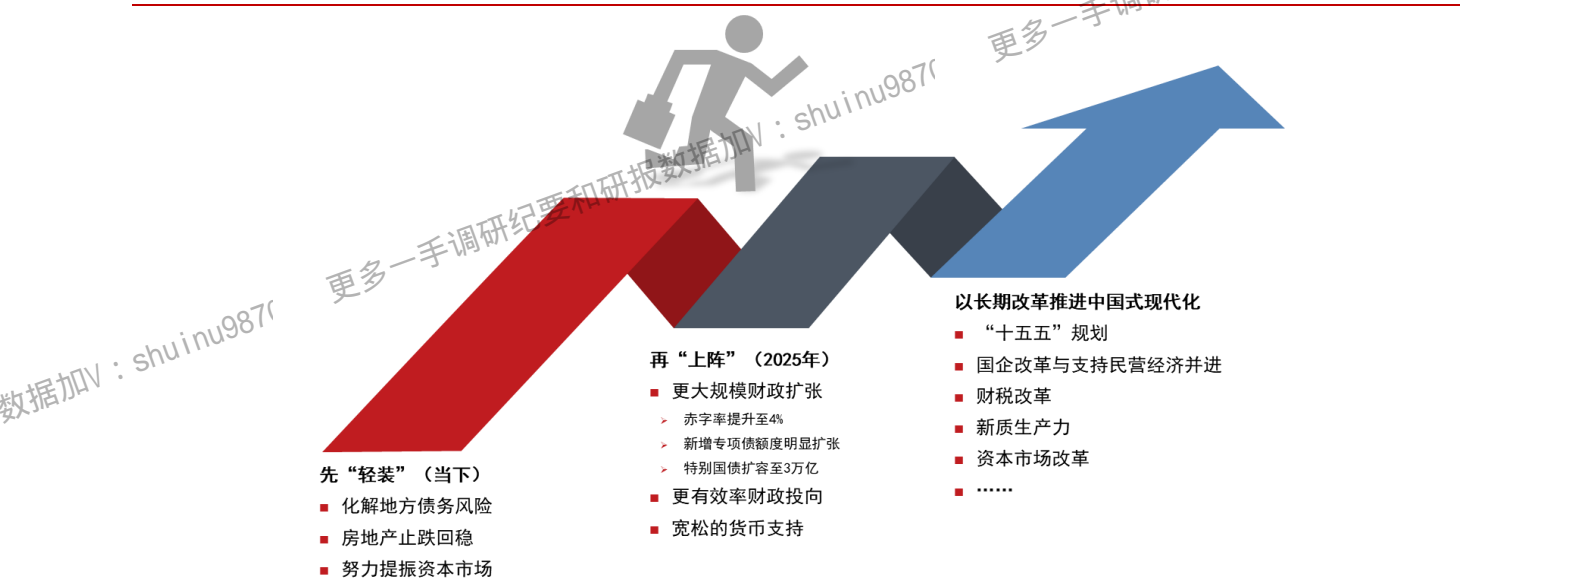 更多一手调研
更多一手调研纪要和研报数据加V：shuinu987
数据加V：shuinu987
先“轻装”（当下）
■ 化解地方债务风险
■ 房地产止跌回稳
■ 努力提振资本市场
再“上阵”（2025年）
■ 更大规模财政扩张
➢ 赤字率提升至4%
➢ 新增专项债额度明显扩张
➢ 特别国债扩容至3万亿
■ 更有效率财政投向
■ 宽松的货币支持
以长期改革推进中国式现代化
■ “十五五”规划
■ 国企改革与支持民营经济并进
■ 财税改革
■ 新质生产力
■ 资本市场改革
■ ……